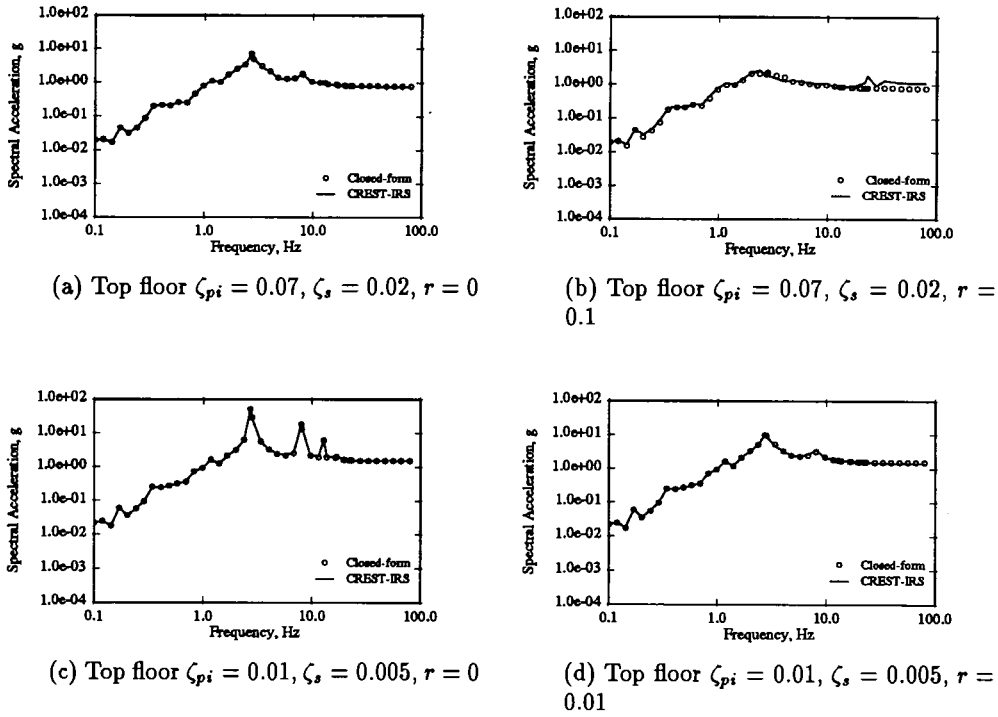 1.0e+02
1.0e+01
1.0e+00
1.0e-01
1.0e-02
1.0e-03
1.0e-04
Spectral Acceleration, g
Closed-form
CREST-IRS
0.1 1.0 10.0 100.0
Frequency, Hz
(a) Top floor ζpi = 0.07, ζs = 0.02, r = 0
1.0e+02
1.0e+01
1.0e+00
1.0e-01
1.0e-02
1.0e-03
1.0e-04
Spectral Acceleration, g
Closed-form
CREST-IRS
0.1 1.0 10.0 100.0
Frequency, Hz
(b) Top floor ζpi = 0.07, ζs = 0.02, r =
0.1
1.0e+02
1.0e+01
1.0e+00
1.0e-01
1.0e-02
1.0e-03
1.0e-04
Spectral Acceleration, g
Closed-form
CREST-IRS
0.1 1.0 10.0 100.0
Frequency, Hz
(c) Top floor ζpi = 0.01, ζs = 0.005, r = 0
1.0e+02
1.0e+01
1.0e+00
1.0e-01
1.0e-02
1.0e-03
1.0e-04
Spectral Acceleration, g
Closed-form
CREST-IRS
0.1 1.0 10.0 100.0
Frequency, Hz
(d) Top floor ζpi = 0.01, ζs = 0.005, r =
0.01